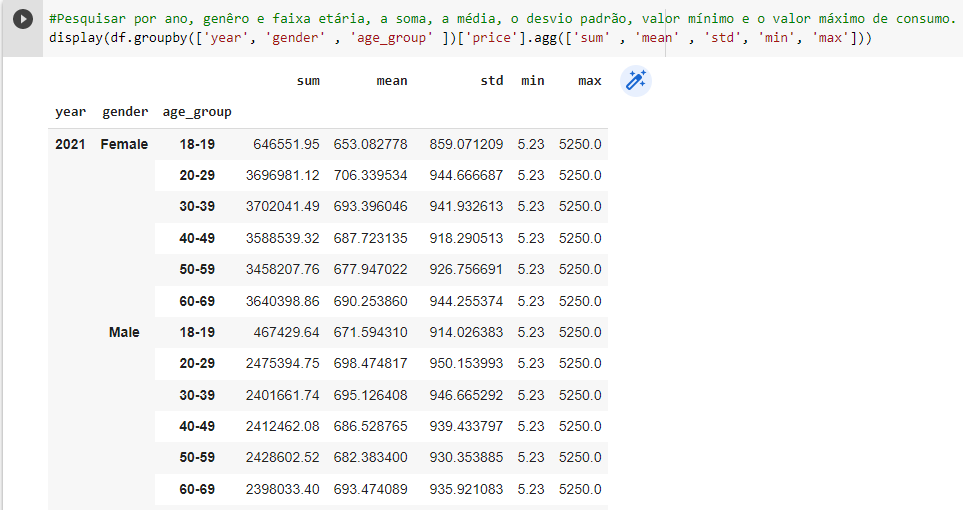 #Pesquisar por ano, genêro e faixa etária, a soma, a média, o desvio padrão, valor mínimo e o valor máximo de consumo.
display(df.groupby(['year', 'gender' , 'age_group' ])['price'].agg(['sum' , 'mean' , 'std', 'min', 'max']))
sum mean std min max
year gender age_group
2021 Female 18-19 646551.95 653.082778 859.071209 5.23 5250.0
20-29 3696981.12 706.339534 944.666687 5.23 5250.0
30-39 3702041.49 693.396046 941.932613 5.23 5250.0
40-49 3588539.32 687.723135 918.290513 5.23 5250.0
50-59 3458207.76 677.947022 926.756691 5.23 5250.0
60-69 3640398.86 690.253860 944.255374 5.23 5250.0
Male 18-19 467429.64 671.594310 914.026383 5.23 5250.0
20-29 2475394.75 698.474817 950.153993 5.23 5250.0
30-39 2401661.74 695.126408 946.665292 5.23 5250.0
40-49 2412462.08 686.528765 939.433797 5.23 5250.0
50-59 2428602.52 682.383400 930.353885 5.23 5250.0
60-69 2398033.40 693.474089 935.921083 5.23 5250.0